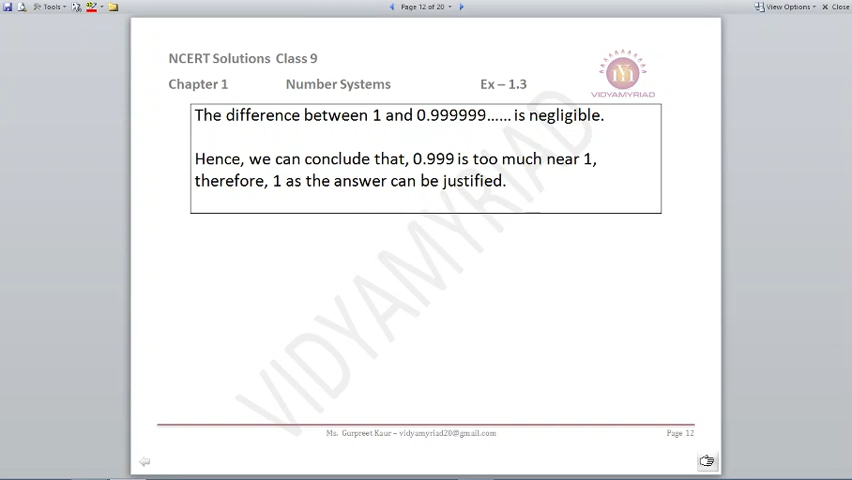 Tools
Page 12 of 20
View Options
Close
NCERT Solutions Class 9
Chapter 1 Number Systems Ex – 1.3
VIDYAMYRIAD
The difference between 1 and 0.999999...... is negligible.
Hence, we can conclude that, 0.999 is too much near 1,
therefore, 1 as the answer can be justified.
VIDYAMYRIAD
Ms. Gurpreet Kaur – vidyamyriad20@gmail.com
Page 12